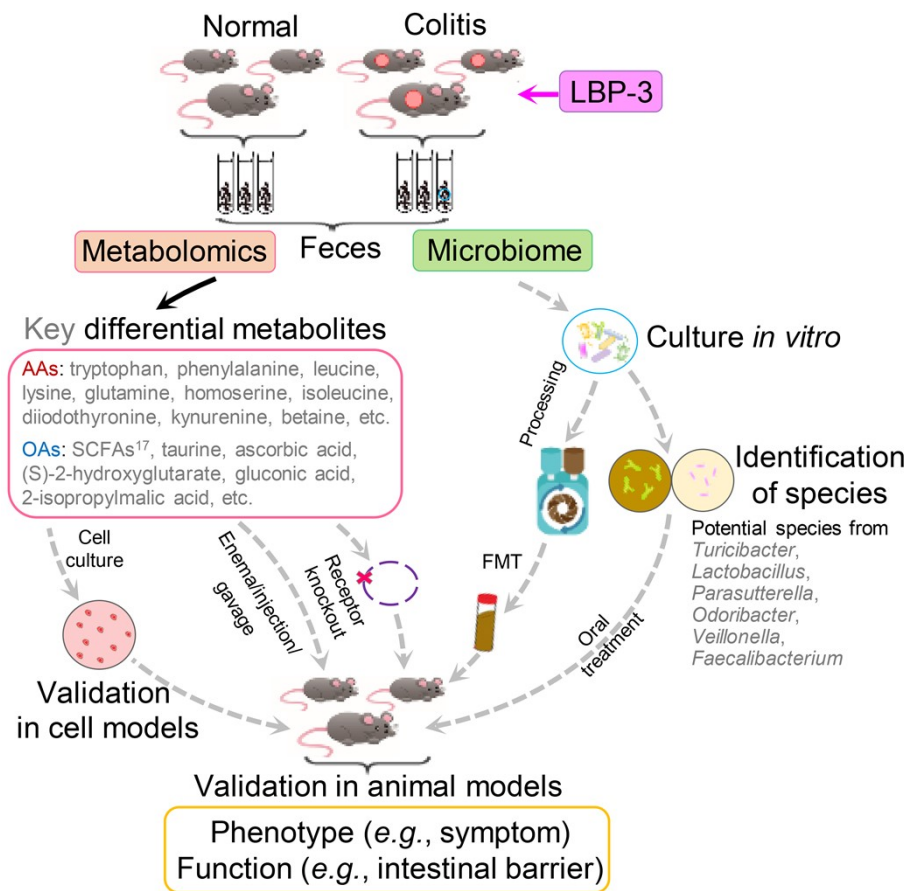 Normal
Colitis
LBP-3
Metabolomics
Feces
Microbiome
Key differential metabolites
AAs: tryptophan, phenylalanine, leucine,
lysine, glutamine, homoserine, isoleucine,
diiodothyronine, kynurenine, betaine, etc.
OAs: SCFAs¹⁷, taurine, ascorbic acid,
(S)-2-hydroxyglutarate, gluconic acid,
2-isopropylmalic acid, etc.
Culture in vitro
Processing
Identification
of species
Potential species from
Turicibacter,
Lactobacillus,
Parasutterella,
Odoribacter,
Veillonella,
Faecalibacterium
Cell
culture
Enemal/injection/
gavage
Receptor
knockout
FMT
Oral
treatment
Validation
in cell models
Validation in animal models
Phenotype (e.g., symptom)
Function (e.g., intestinal barrier)